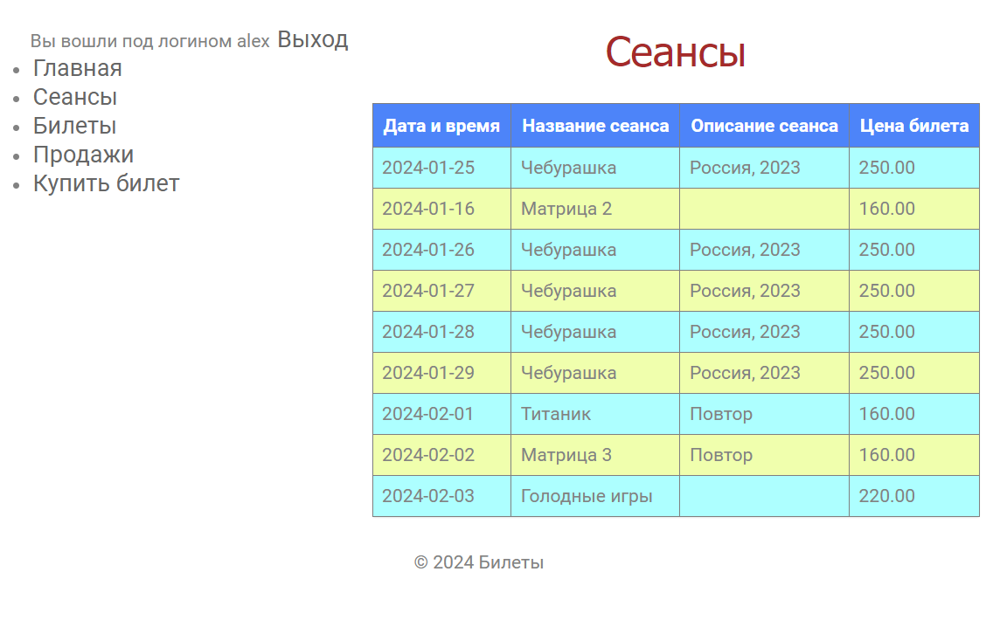 Вы вошли под логином alex Выход
Главная
Сеансы
Билеты
Продажи
Купить билет
Сеансы
Дата и время Название сеанса Описание сеанса Цена билета
2024-01-25 Чебурашка Россия, 2023 250.00
2024-01-16 Матрица 2 160.00
2024-01-26 Чебурашка Россия, 2023 250.00
2024-01-27 Чебурашка Россия, 2023 250.00
2024-01-28 Чебурашка Россия, 2023 250.00
2024-01-29 Чебурашка Россия, 2023 250.00
2024-02-01 Титаник Повтор 160.00
2024-02-02 Матрица 3 Повтор 160.00
2024-02-03 Голодные игры 220.00
© 2024 Билеты